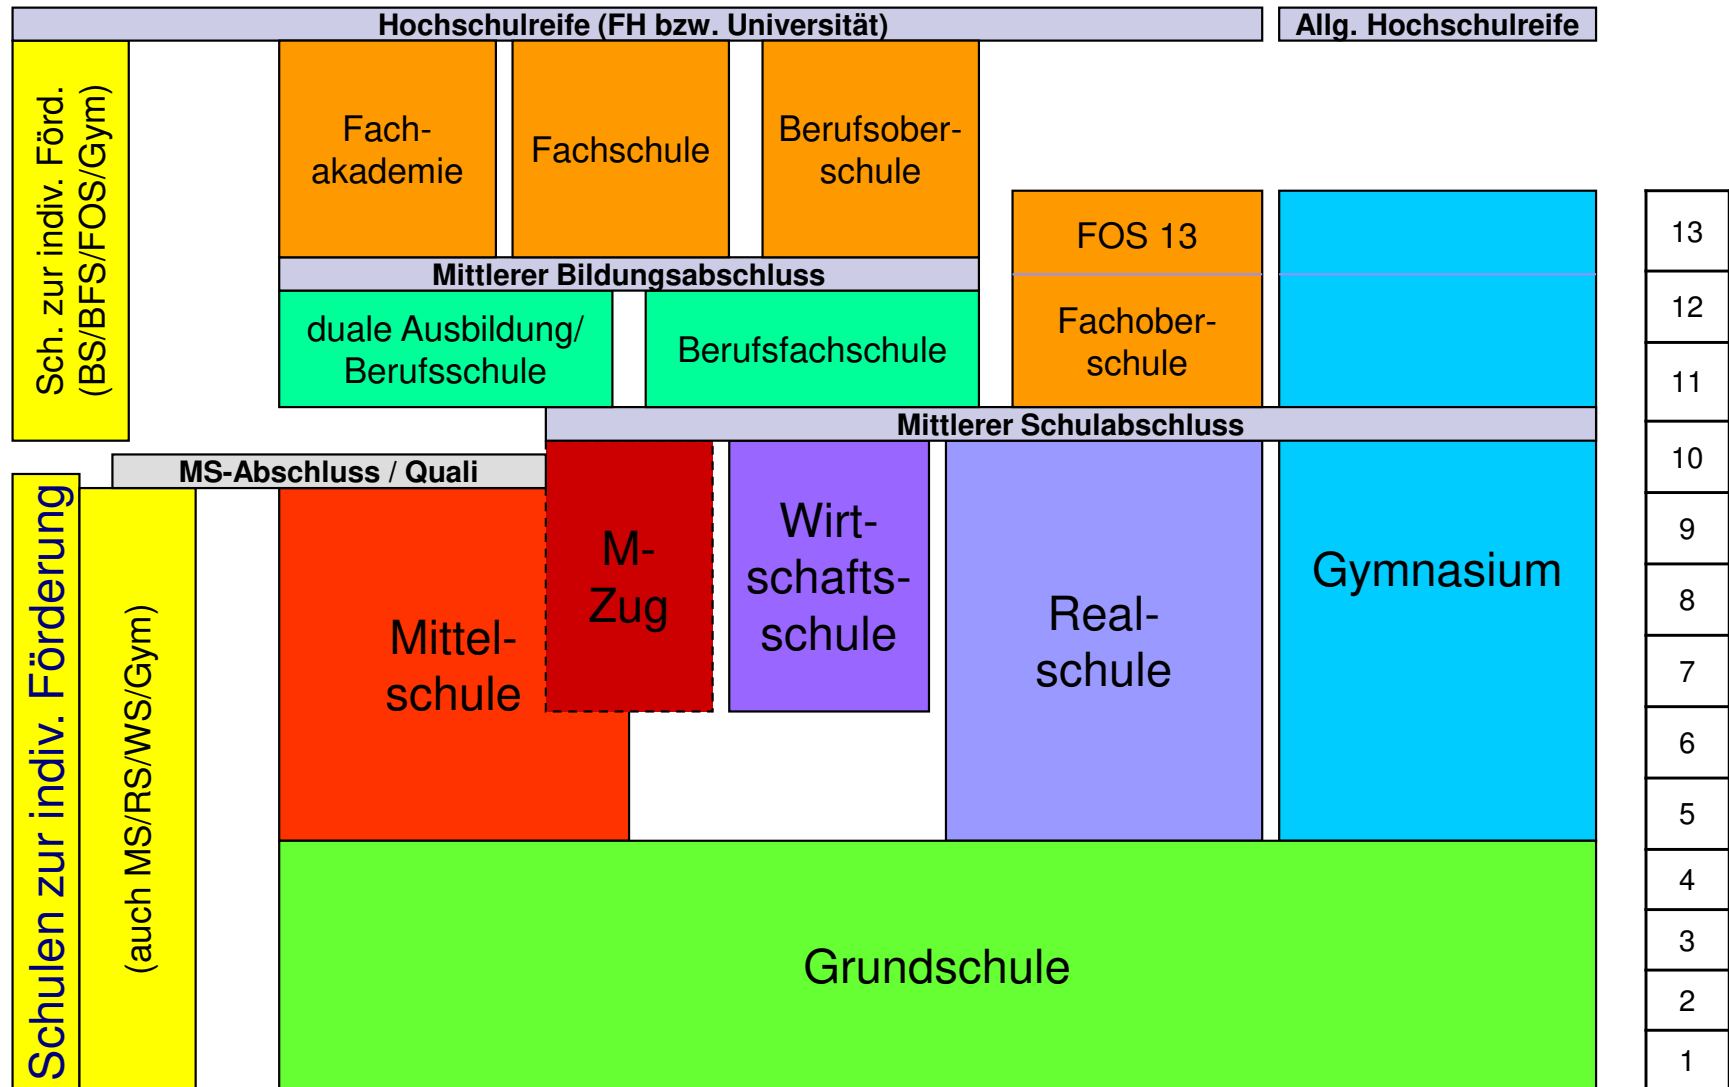 Hochschulreife (FH bzw. Universität)
Allg. Hochschulreife
Sch. zur indiv. Förd.
(BS/BFS/FOS/Gym)
Fach-
akademie
Fachschule
Berufsober-
schule
FOS 13
Mittlerer Bildungsabschluss
duale Ausbildung/
Berufsschule
Berufsfachschule
Fachober-
schule
Mittlerer Schulabschluss
MS-Abschluss / Quali
Schulen zur indiv. Förderung
(auch MS/RS/WS/Gym)
Mittel-
schule
M-
Zug
Wirt-
schafts-
schule
Real-
schule
Gymnasium
Grundschule
13
12
11
10
9
8
7
6
5
4
3
2
1